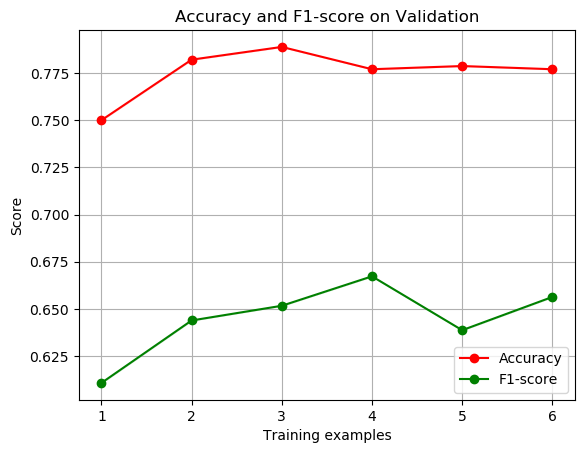 Accuracy and F1-score on Validation
Score
0.775
0.750
0.725
0.700
0.675
0.650
0.625
Accuracy
F1-score
1 2 3 4 5 6
Training examples